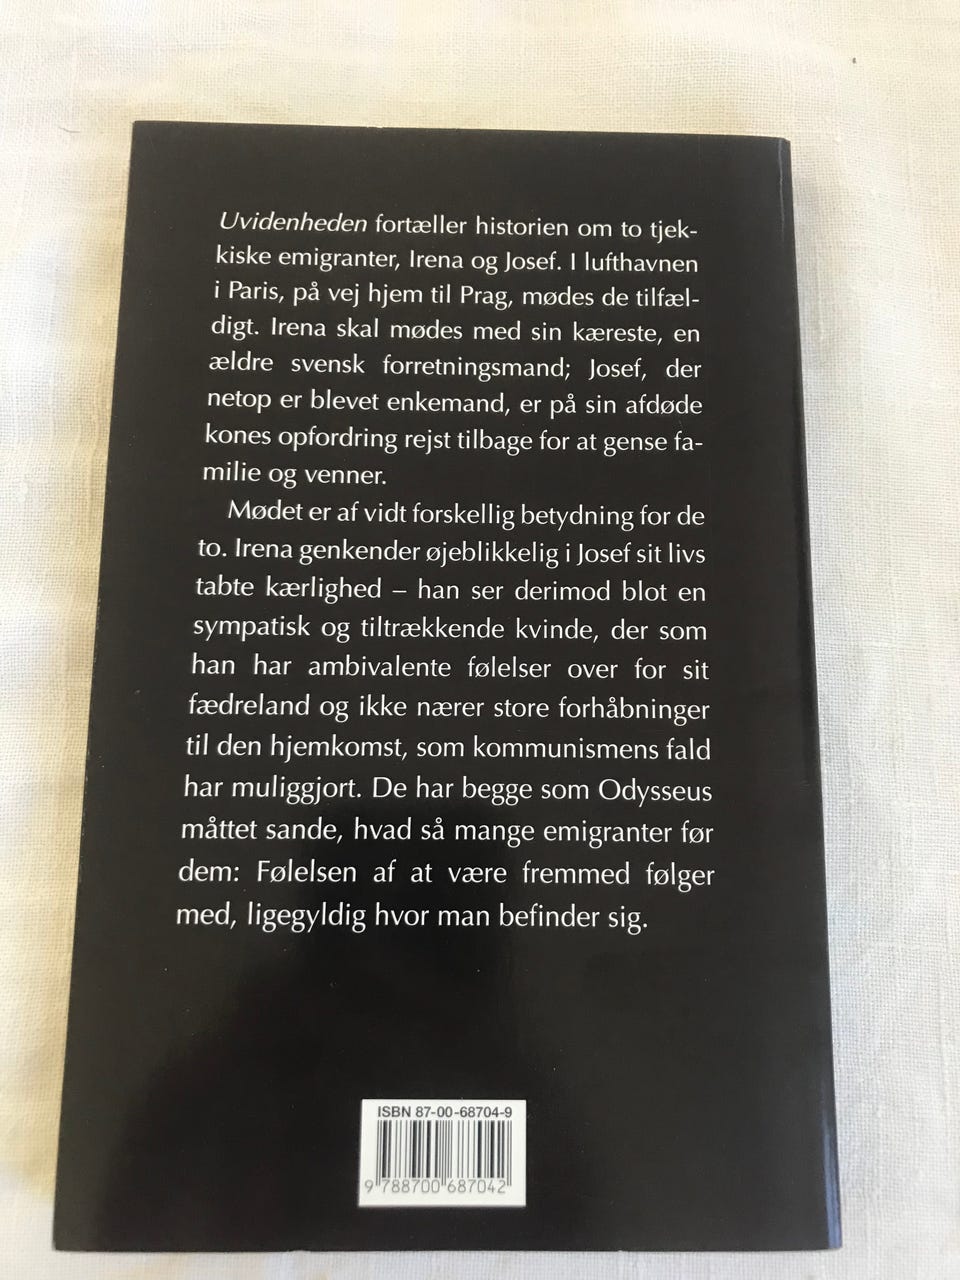 Uvidenheden fortæller historien om to tjek-
kiske emigranter, Irena og Josef. I lufthavnen
i Paris, på vej hjem til Prag, mødes de tilfæl-
digt. Irena skal mødes med sin kæreste, en
ældre svensk forretningsmand; Josef, der
netop er blevet enkemand, er på sin afdøde
kones opfordring rejst tilbage for at gense fa-
milie og venner.
Mødet er af vidt forskellig betydning for de
to. Irena genkender øjeblikkelig i Josef sit livs
tabte kærlighed – han ser derimod blot en
sympatisk og tiltrækkende kvinde, der som
han har ambivalente følelser over for sit
fædreland og ikke nærer store forhåbninger
til den hjemkomst, som kommunismens fald
har muliggjort. De har begge som Odysseus
måttet sande, hvad så mange emigranter før
dem: Følelsen af at være fremmed følger
med, ligegyldig hvor man befinder sig.
ISBN 87-00-68704-9
9 788700 687042